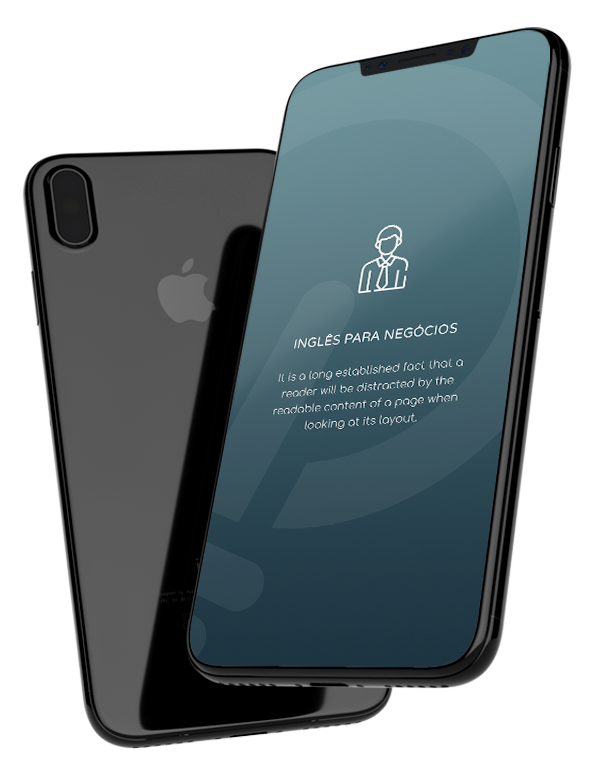 INGLÊS PARA NEGÓCIOS
It is a long established fact that a
reader will be distracted by the
readable content of a page when
looking at its layout.